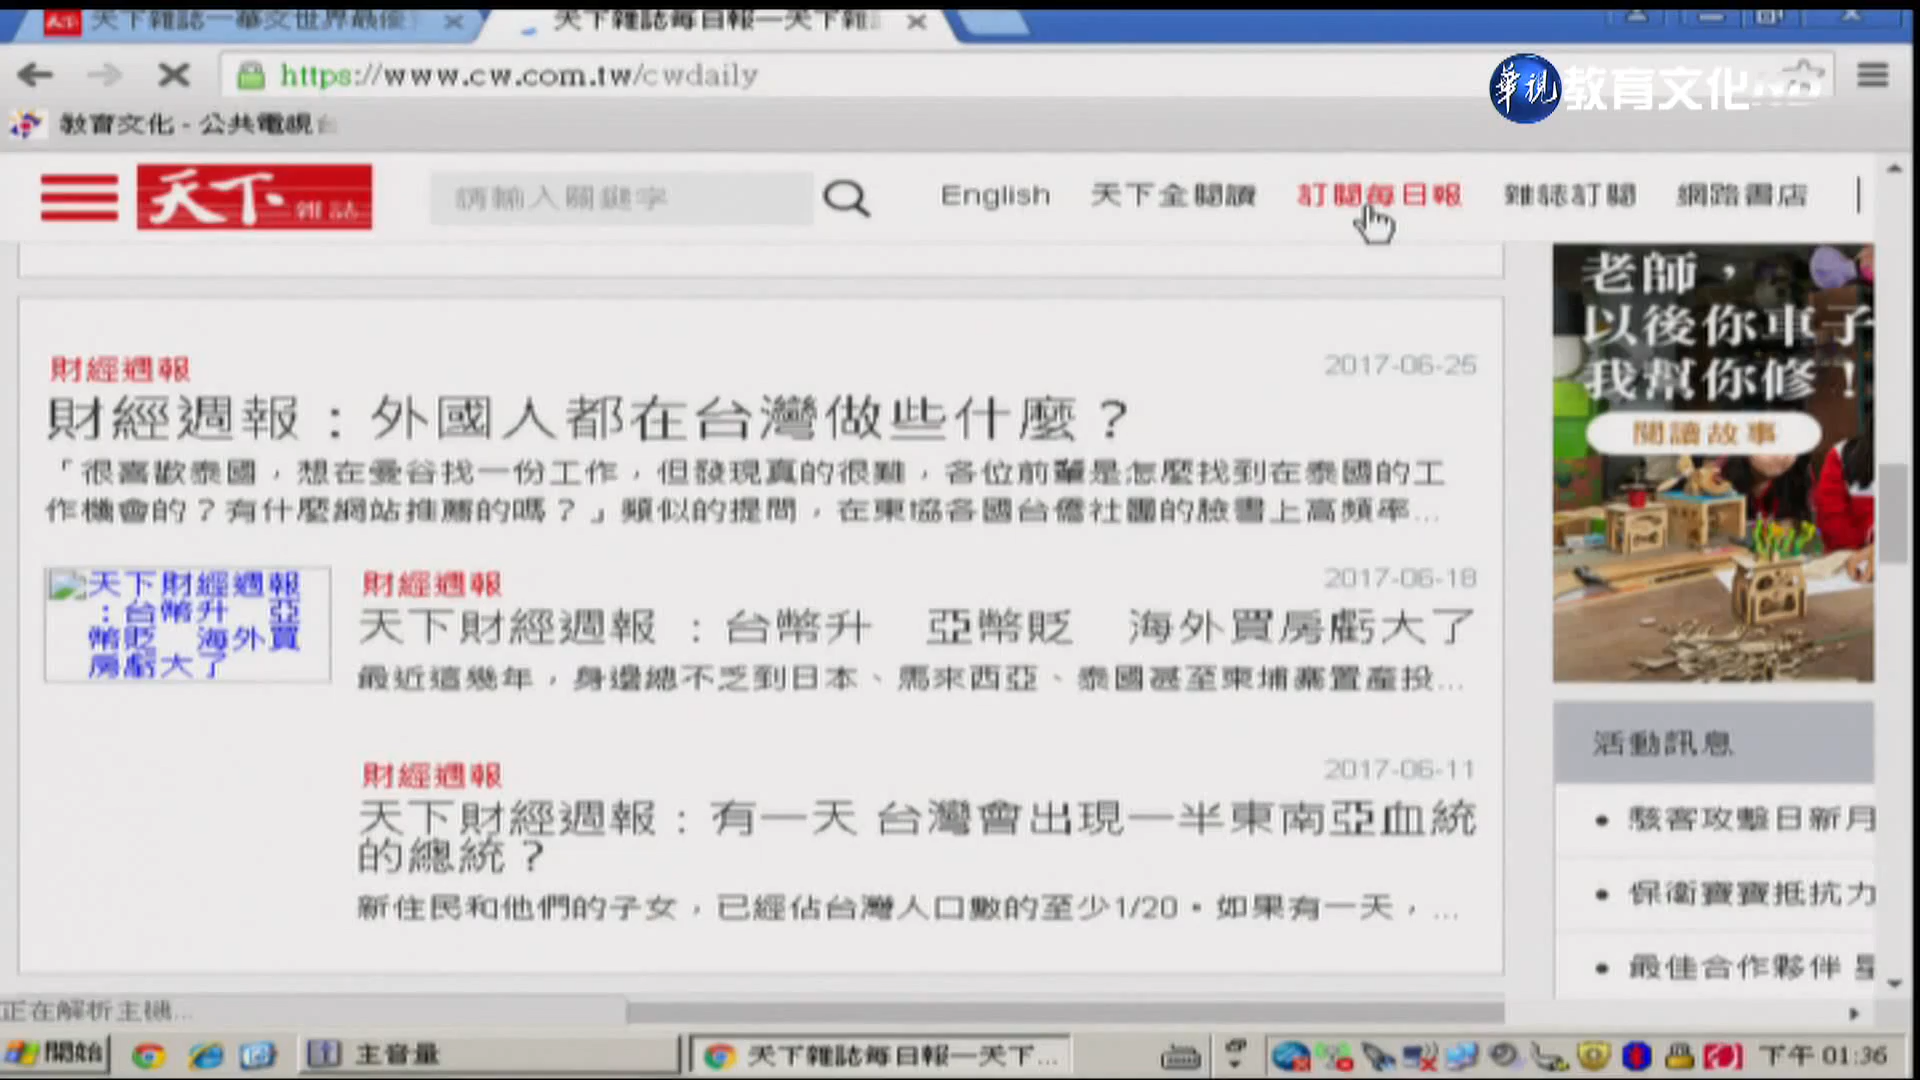 天下雜誌—華文世界最優
天下雜誌每日報—天下雜誌
https://www.cw.com.tw/cwdaily
華視 教育文化 HD
教育文化 - 公共電視台
天下 雜誌
請輸入關鍵字
English 天下全閱讀 訂閱每日報 雜誌訂閱 網路書店
財經週報
2017-06-25
財經週報：外國人都在台灣做些什麼？
「很喜歡泰國，想在曼谷找一份工作，但發現真的很難，各位前輩是怎麼找到在泰國的工
作機會的？有什麼網站推薦的嗎？」類似的提問，在東協各國台僑社團的臉書上高頻率...
天下財經週報
：台幣升 亞
幣貶 海外買
房虧大了
財經週報
2017-06-18
天下財經週報 ：台幣升 亞幣貶 海外買房虧大了
最近這幾年，身邊總不乏到日本、馬來西亞、泰國甚至柬埔寨置產投...
財經週報
2017-06-11
天下財經週報：有一天 台灣會出現一半東南亞血統
的總統？
新住民和他們的子女，已經佔台灣人口數的至少1/20。如果有一天，...
老師，
以後你車子
我幫你修！
閱讀故事
活動訊息
駭客攻擊日新月
保衛寶寶抵抗力
最佳合作夥伴
正在解析主機...
開始
主音量
天下雜誌每日報—天下...
下午 01:36